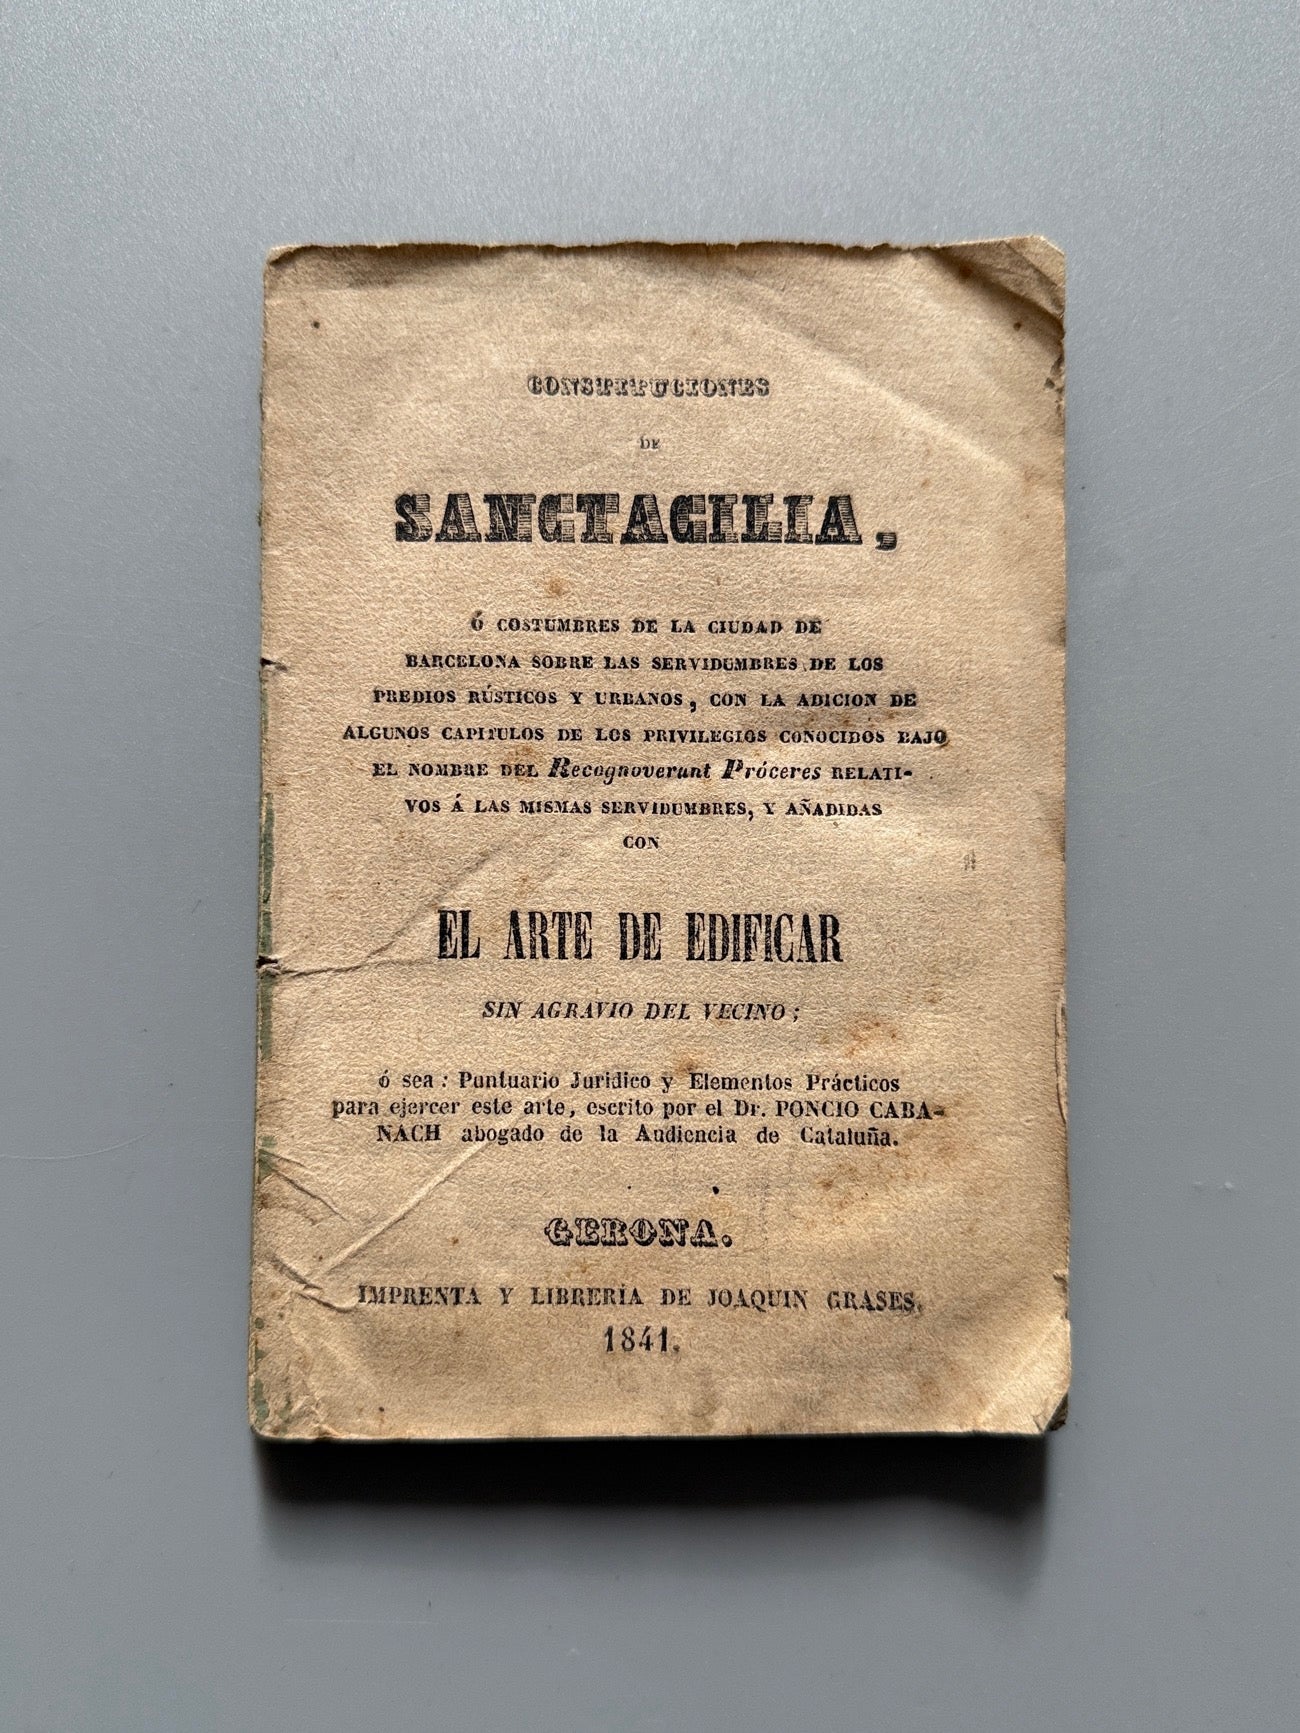 CONSTITUCIONES
DE
SANCTACILIA,
Ó COSTUMBRES DE LA CIUDAD DE
BARCELONA SOBRE LAS SERVIDUMBRES DE LOS
PREDIOS RÚSTICOS Y URBANOS, CON LA ADICION DE
ALGUNOS CAPITULOS DE LOS PRIVILEGIOS CONOCIDOS BAJO
EL NOMBRE DEL Recognoverunt Próceres RELATI-
VOS Á LAS MISMAS SERVIDUMBRES, Y AÑADIDAS
CON
EL ARTE DE EDIFICAR
SIN AGRAVIO DEL VECINO;
ó sea: Puntuario Juridico y Elementos Prácticos
para ejercer este arte, escrito por el Dr. PONCIO CABA-
NACH abogado de la Audiencia de Cataluña.
GERONA.
IMPRENTA Y LIBRERÍA DE JOAQUIN GRASES,
1841.